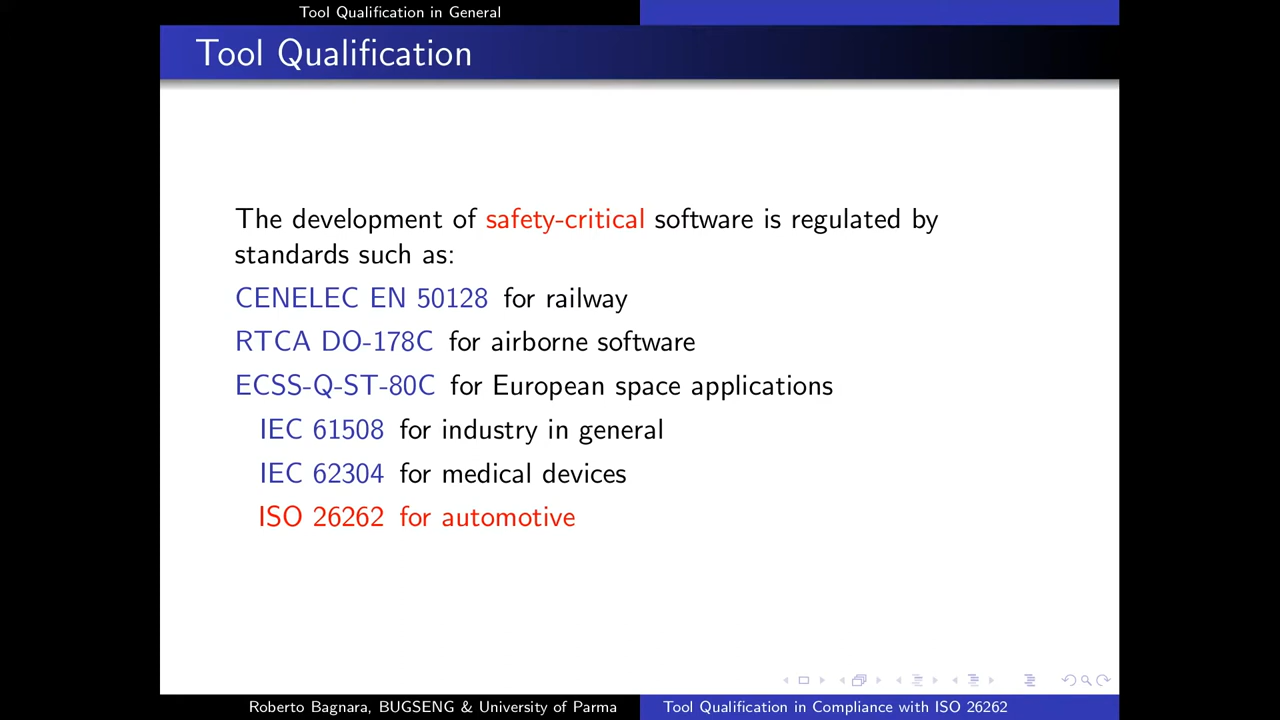 Tool Qualification in General
Tool Qualification
The development of safety-critical software is regulated by
standards such as:
CENELEC EN 50128 for railway
RTCA DO-178C for airborne software
ECSS-Q-ST-80C for European space applications
IEC 61508 for industry in general
IEC 62304 for medical devices
ISO 26262 for automotive
Roberto Bagnara, BUGSENG & University of Parma
Tool Qualification in Compliance with ISO 26262